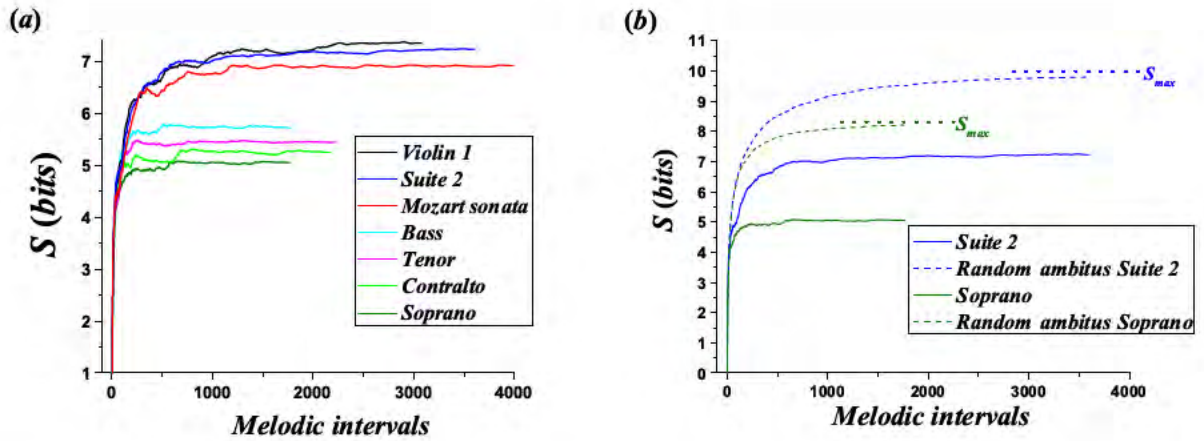 (a)
S (bits)
7
6
5
4
3
2
1
0
1000
2000
3000
4000
Melodic intervals
Violin 1
Suite 2
Mozart sonata
Bass
Tenor
Contralto
Soprano
(b)
S (bits)
11
10
9
8
7
6
5
4
3
2
1
0
0
1000
2000
3000
4000
Melodic intervals
S max
S max
Suite 2
Random ambitus Suite 2
Soprano
Random ambitus Soprano